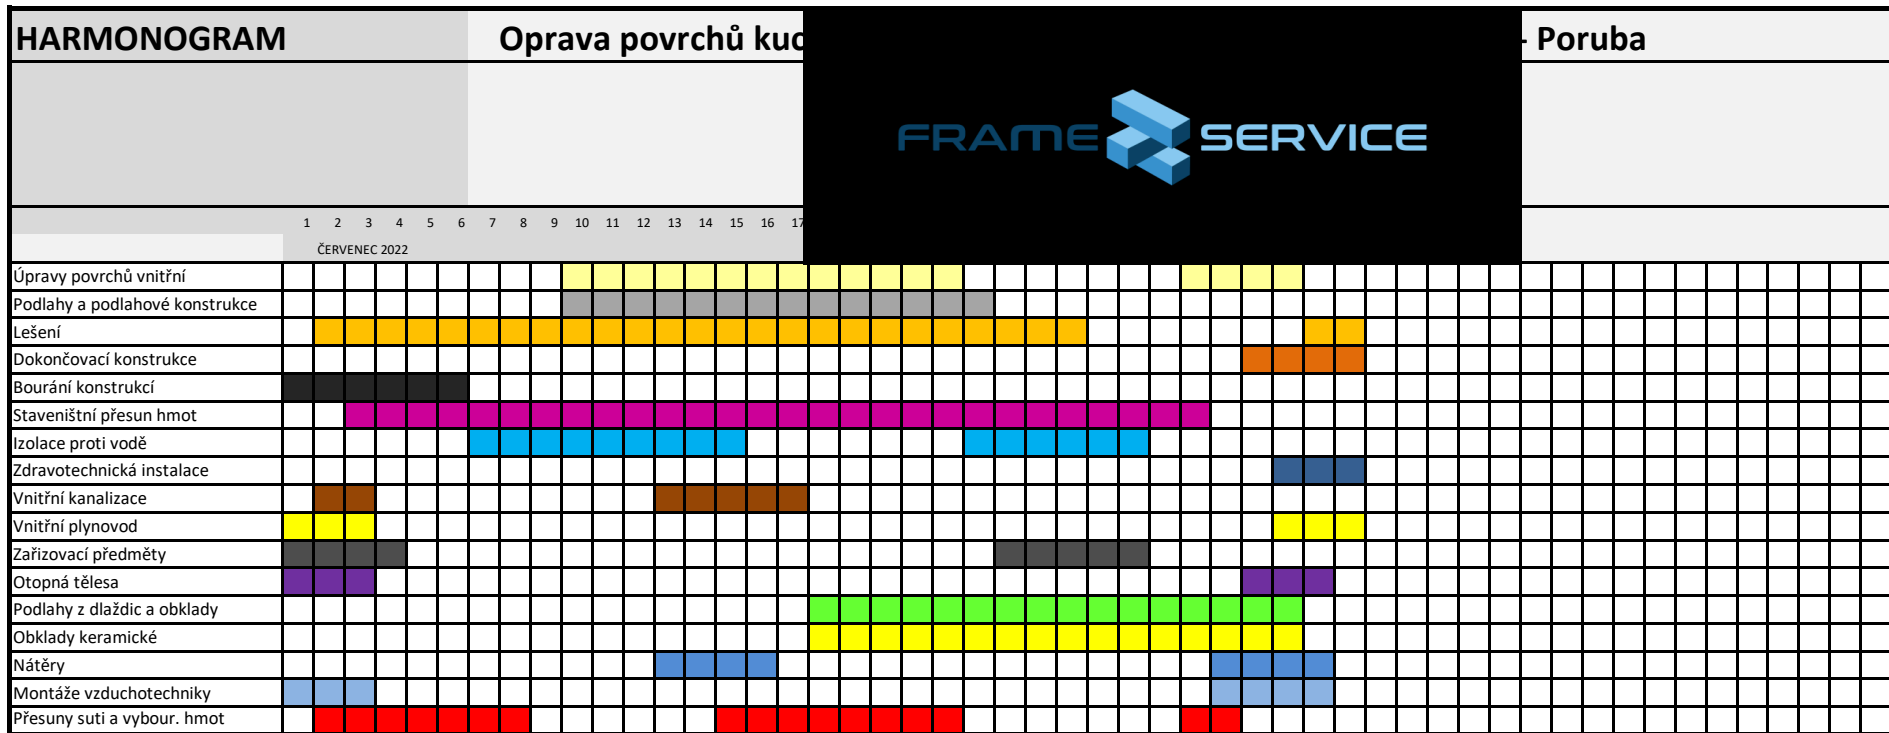 HARMONOGRAM Oprava povrchů kuc - Poruba
FRAME SERVICE
1 2 3 4 5 6 7 8 9 10 11 12 13 14 15 16 17
ČERVENEC 2022
Úpravy povrchů vnitřní
Podlahy a podlahové konstrukce
Lešení
Dokončovací konstrukce
Bourání konstrukcí
Staveništní přesun hmot
Izolace proti vodě
Zdravotechnická instalace
Vnitřní kanalizace
Vnitřní plynovod
Zařizovací předměty
Otopná tělesa
Podlahy z dlaždic a obklady
Obklady keramické
Nátěry
Montáže vzduchotechniky
Přesuny suti a vybour. hmot